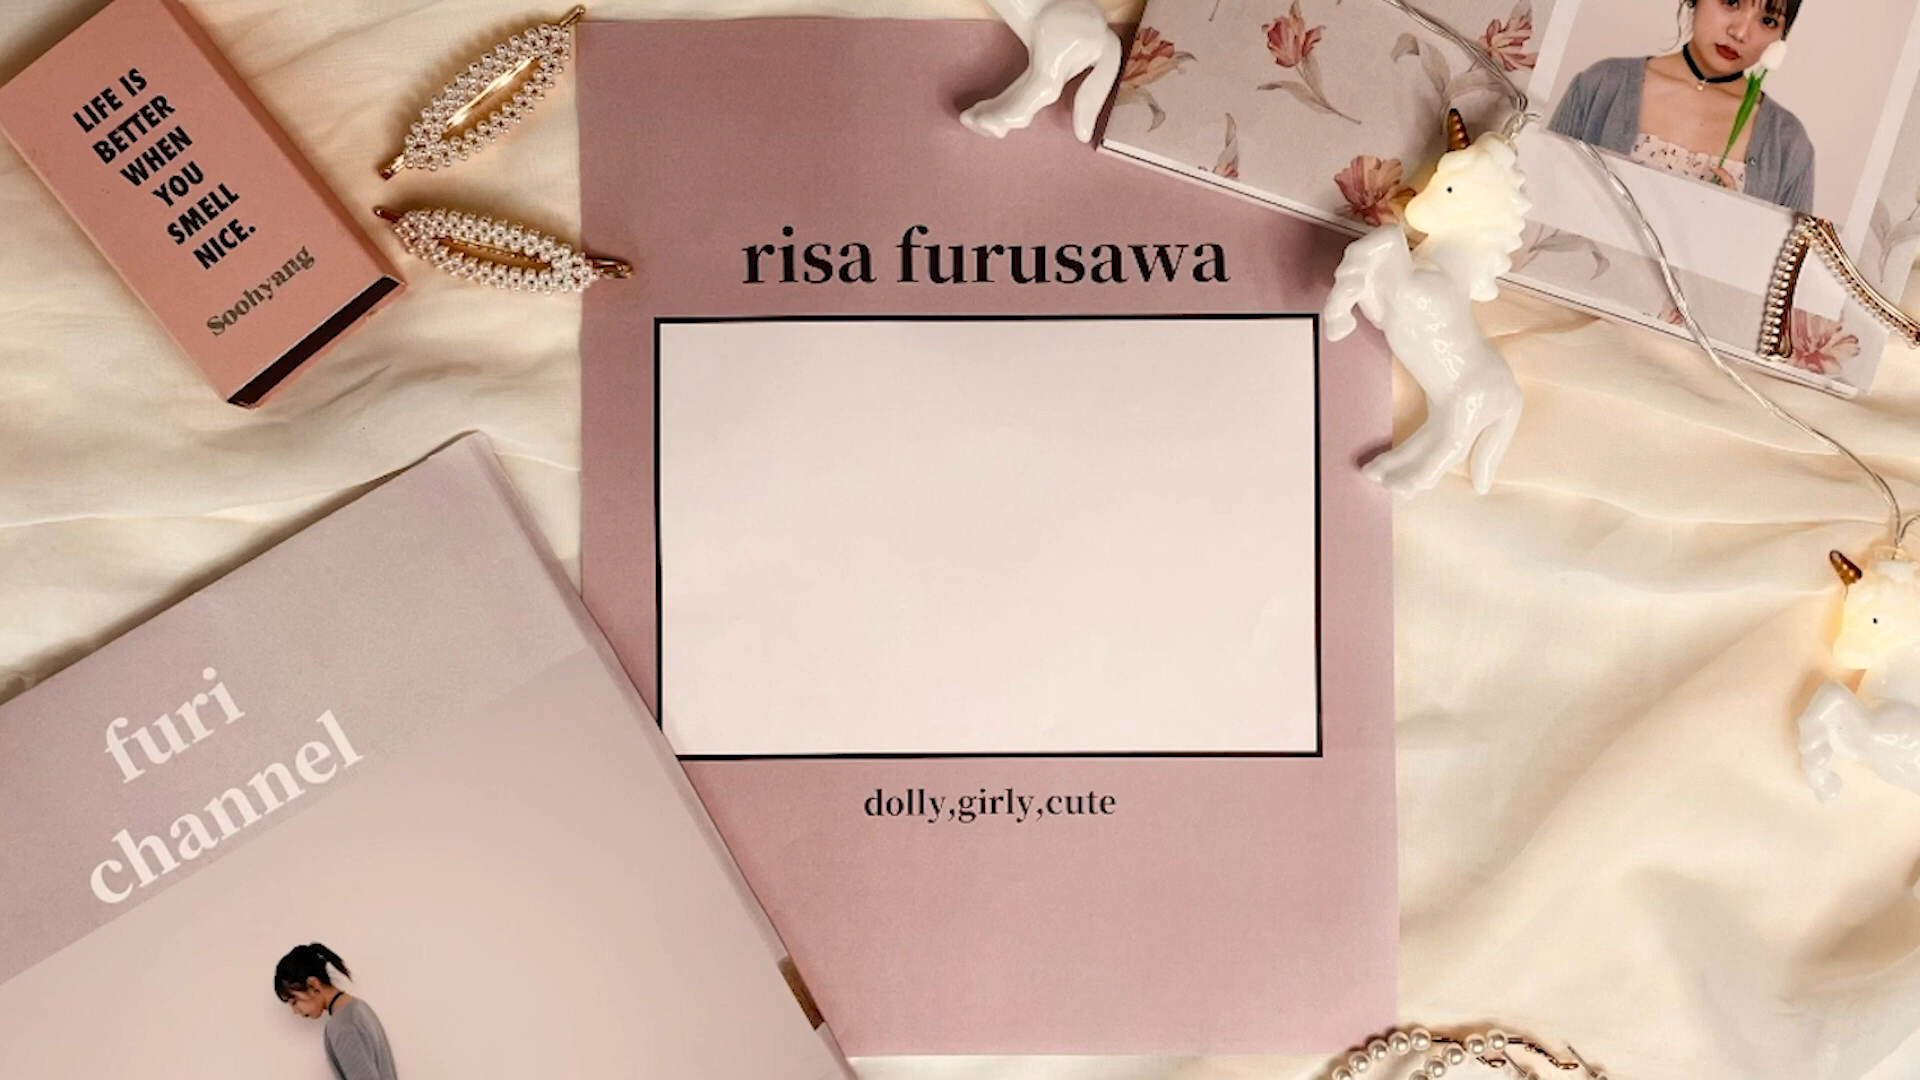 LIFE IS
BETTER
WHEN
YOU
SMELL
NICE.
Soohyang
risa furusawa
dolly,girly,cute
furi
channel